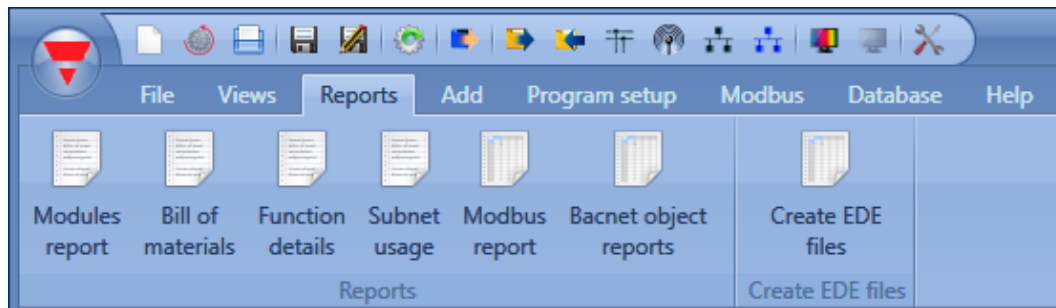 File Views Reports Add Program setup Modbus Database Help
Modules Bill of Function Subnet Modbus Bacnet object Create EDE
report materials details usage report reports files
Reports Create EDE files